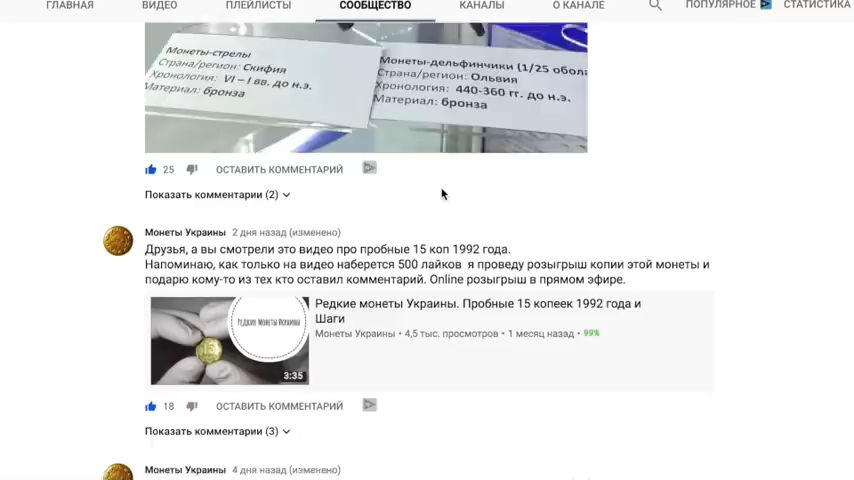 ГЛАВНАЯ ВИДЕО ПЛЕЙЛИСТЫ СООБЩЕСТВО КАНАЛЫ О КАНАЛЕ ПОПУЛЯРНОЕ СТАТИСТИКА
Монеты-стрелы
Страна/регион: Скифия
Хронология: VI – I вв. до н.э.
Материал: бронза
Монеты-дельфинчики (1/25 обола
Страна/регион: Ольвия
Хронология: 440-360 гг. до н.э.
Материал: бронза
25 ОСТАВИТЬ КОММЕНТАРИЙ
Показать комментарии (2)
Монеты Украины 2 дня назад (изменено)
Друзья, а вы смотрели это видео про пробные 15 коп 1992 года.
Напоминаю, как только на видео наберется 500 лайков я проведу розыгрыш копии этой монеты и
подарю кому-то из тех кто оставил комментарий. Online розыгрыш в прямом эфире.
Редкие монеты Украины
15
3:35
Редкие монеты Украины. Пробные 15 копеек 1992 года и
Шаги
Монеты Украины • 4,5 тыс. просмотров • 1 месяц назад • 99%
18 ОСТАВИТЬ КОММЕНТАРИЙ
Показать комментарии (3)
Монеты Украины 4 дня назад (изменено)